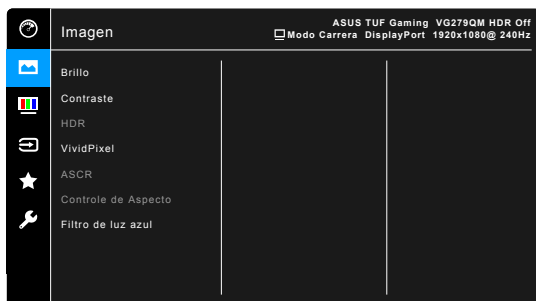 Imagen
ASUS TUF Gaming VG279QM HDR Off
Modo Carrera DisplayPort 1920x1080@ 240Hz
Brillo
Contraste
HDR
VividPixel
ASCR
Controle de Aspecto
Filtro de luz azul